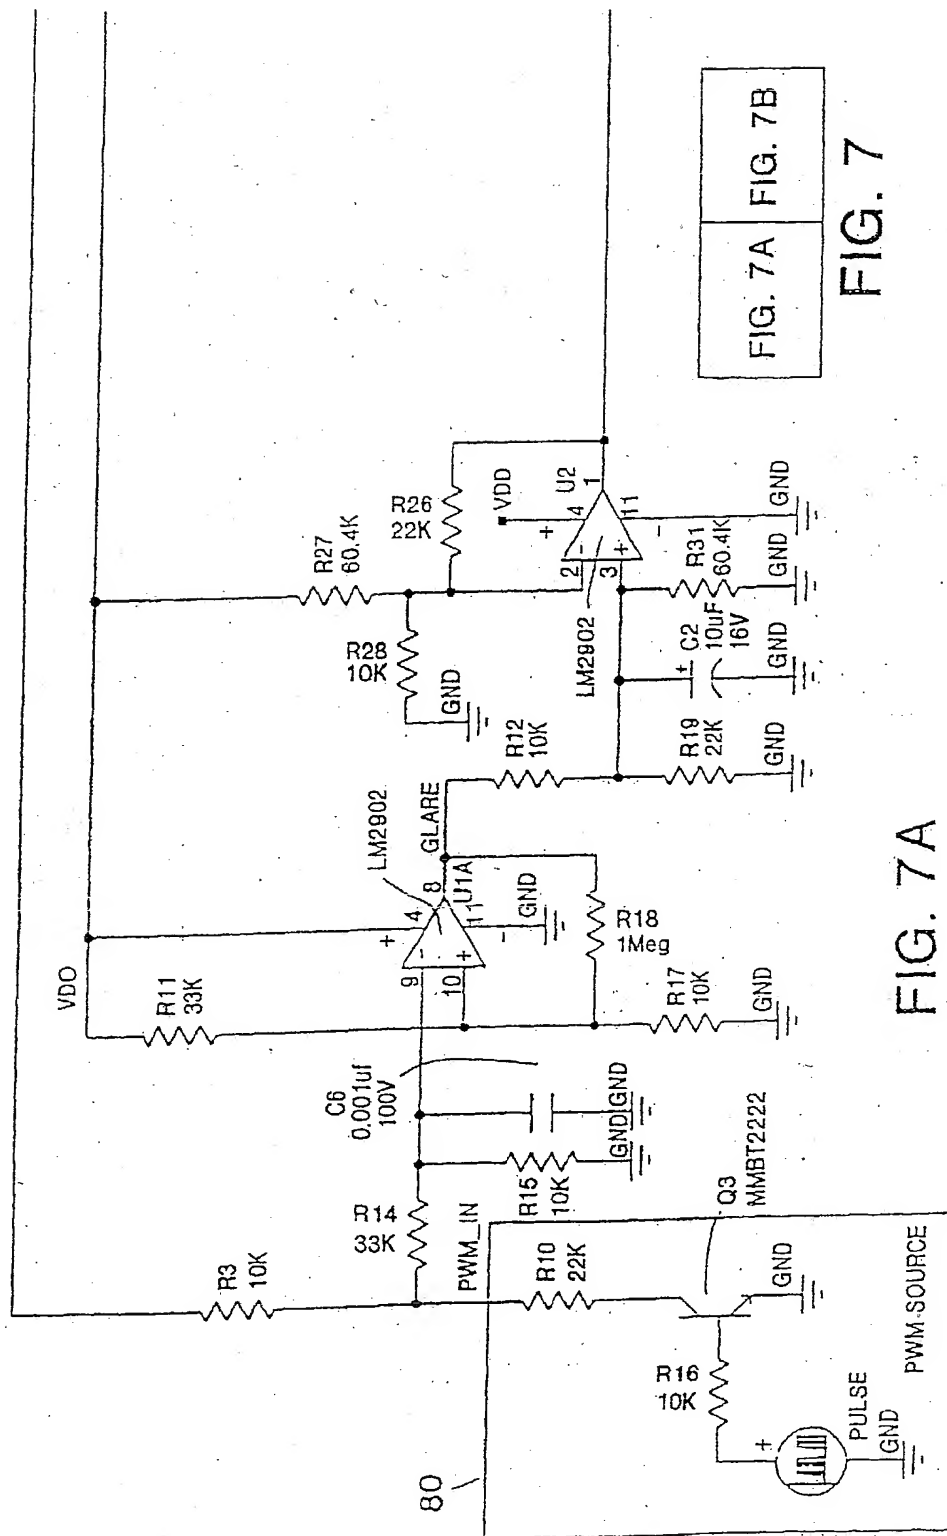 VDO
R3
10K
R11
33K
R14
33K
PWM_IN
C6
0.001uf
100V
R15
10K
GND
GND
9
10
-
+
+
4
8
11
-
U1A
LM2902
GND
GLARE
R18
1Meg
R17
10K
GND
R12
10K
R19
22K
GND
R27
60.4K
R28
10K
GND
R26
22K
VDD
+
4
U2
2
3
-
+
1
11
-
GND
LM2902
+
C2
10uF
16V
GND
R31
60.4K
GND
80
R10
22K
Q3
MMBT2222
GND
R16
10K
+
PULSE
GND
PWM-SOURCE
FIG. 7A
FIG. 7A
FIG. 7B
FIG. 7